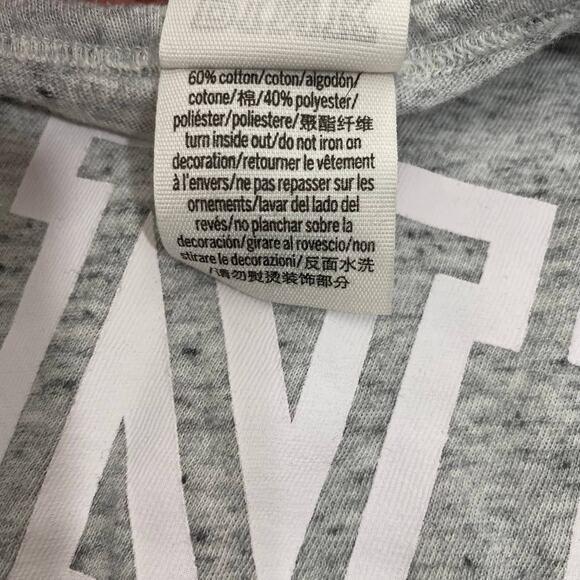 60% cotton/coton/algodón/
cotone/棉/40% polyester/
poliéster/poliestere/聚酯纤维
turn inside out/do not iron on
decoration/retourner le vêtement
à l'envers/ne pas repasser sur les
ornements/lavar del lado del
revés/no planchar sobre la
decoración/girare al rovescio/non
stirare le decorazioni/反面水洗
/请勿熨烫装饰部分